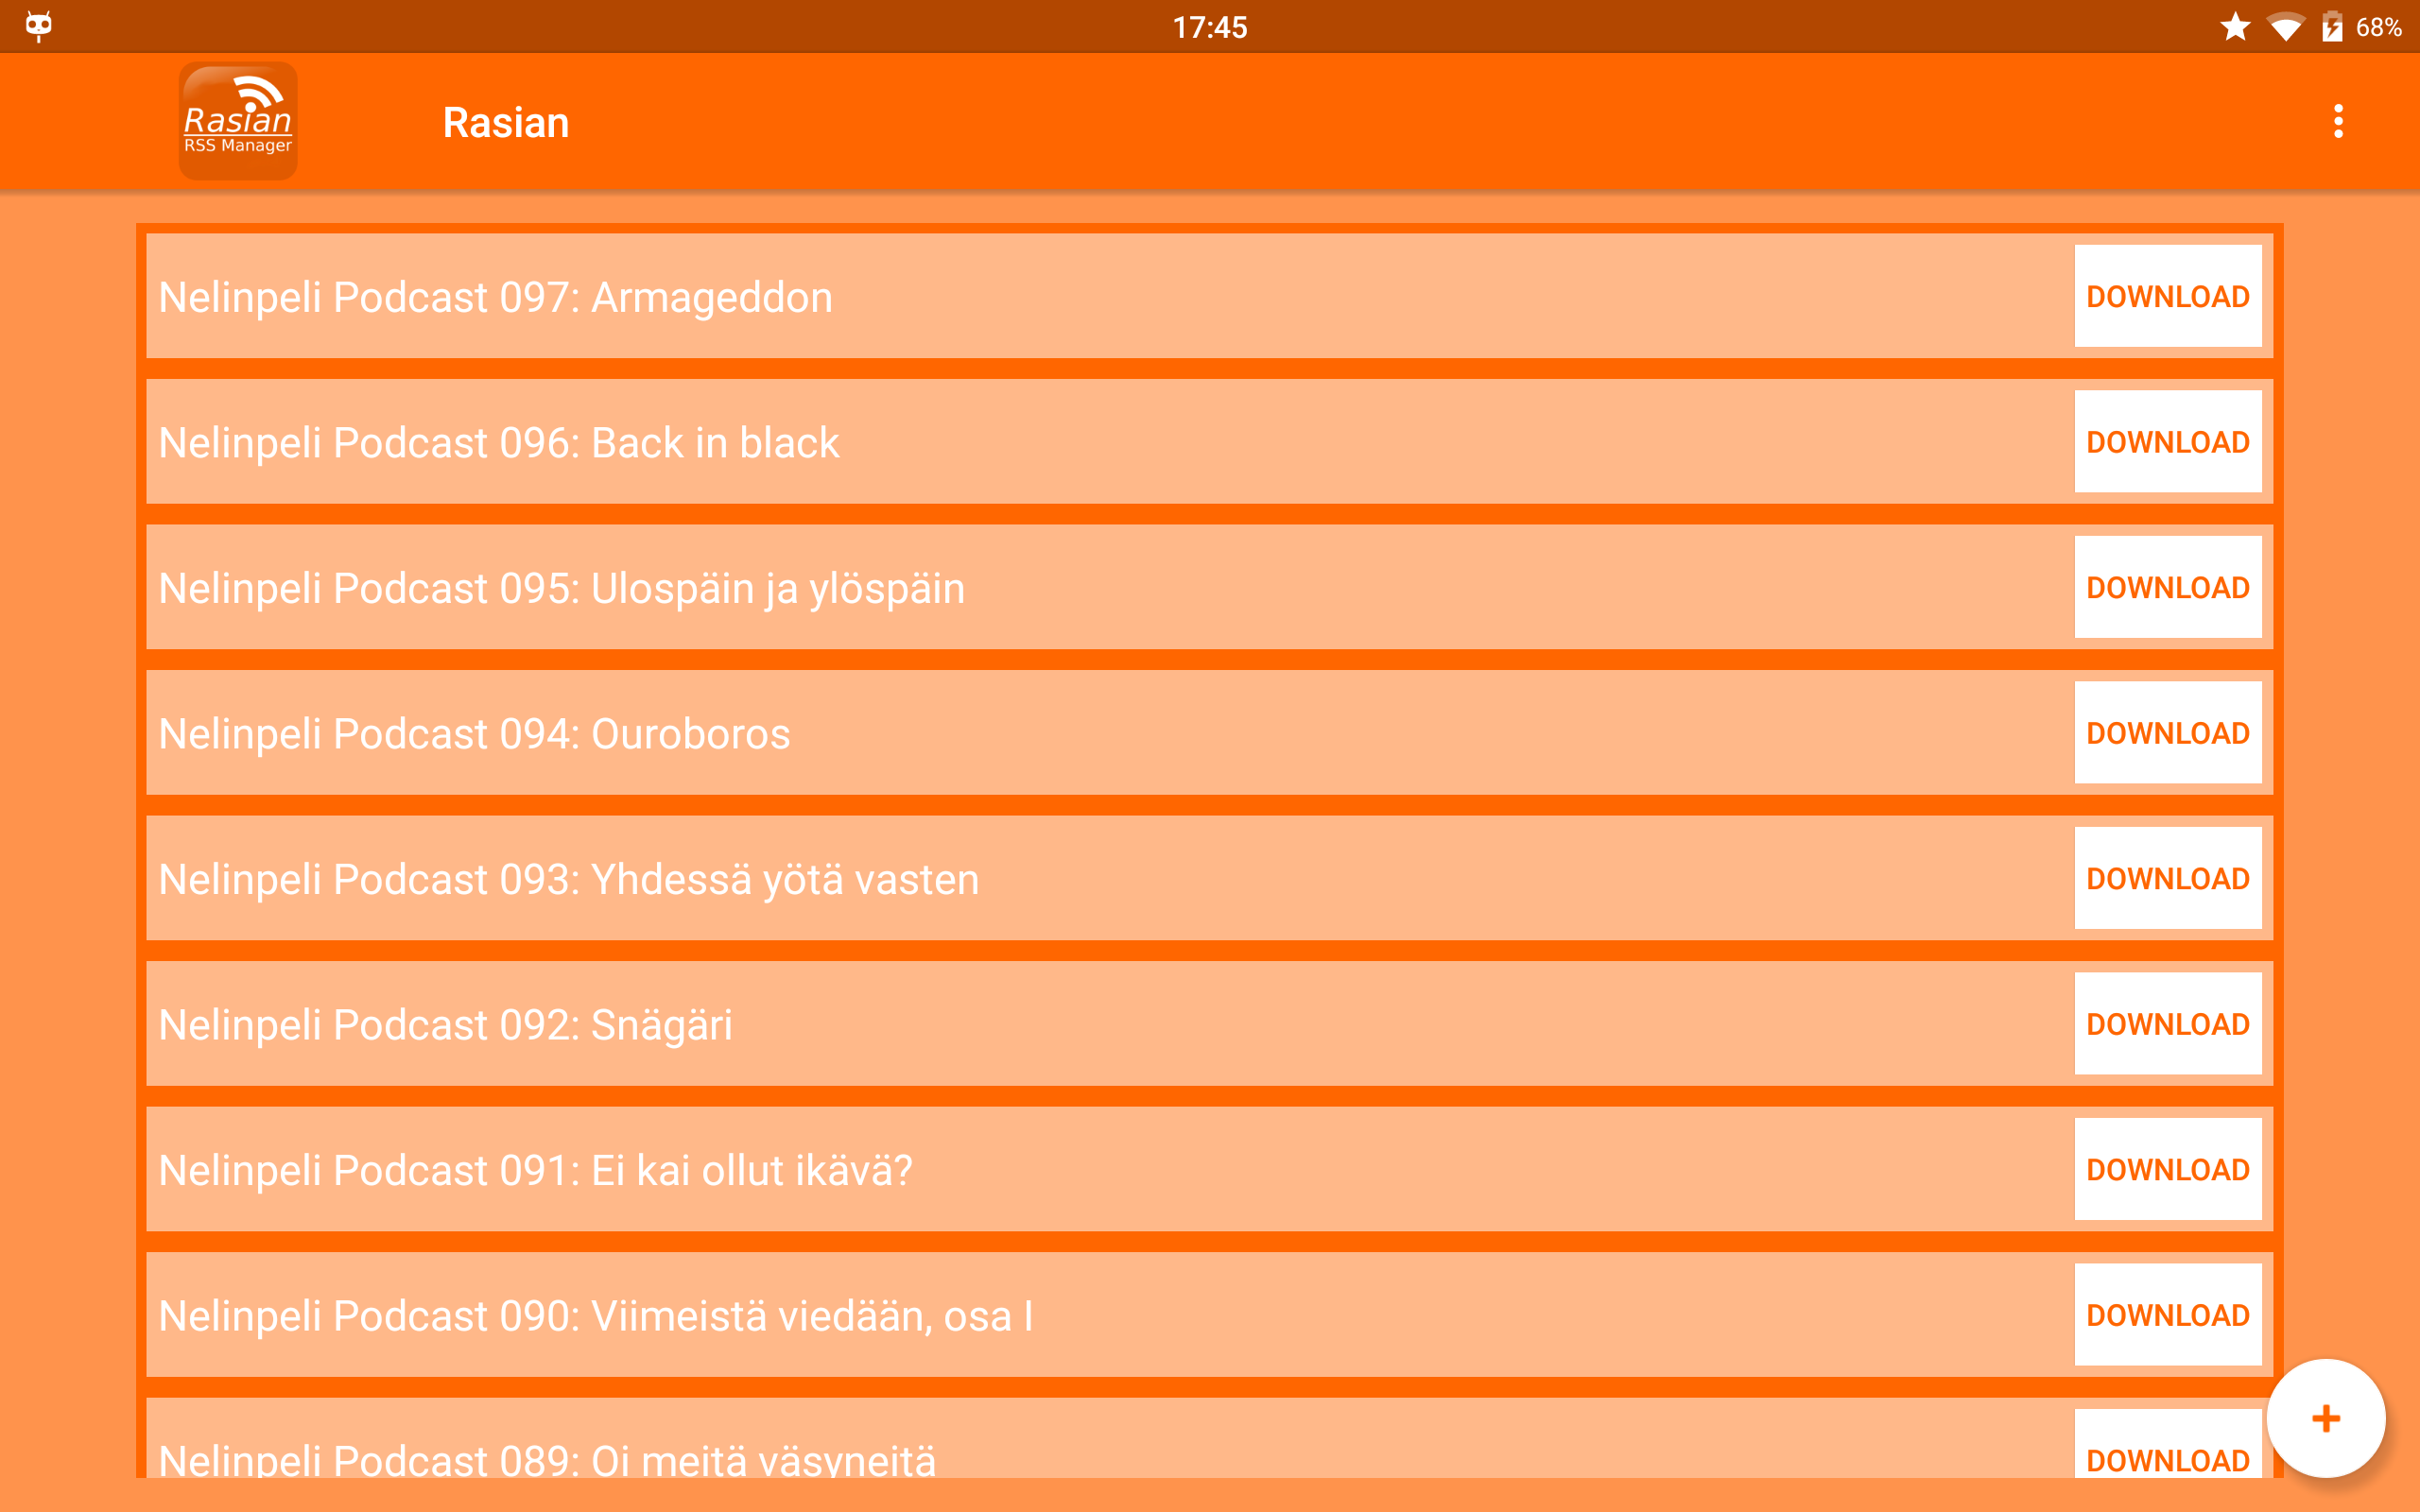 17:45
68%
Rasian
RSS Manager
Rasian
Nelinpeli Podcast 097: Armageddon
DOWNLOAD
Nelinpeli Podcast 096: Back in black
DOWNLOAD
Nelinpeli Podcast 095: Ulospäin ja ylöspäin
DOWNLOAD
Nelinpeli Podcast 094: Ouroboros
DOWNLOAD
Nelinpeli Podcast 093: Yhdessä yötä vasten
DOWNLOAD
Nelinpeli Podcast 092: Snägäri
DOWNLOAD
Nelinpeli Podcast 091: Ei kai ollut ikävä?
DOWNLOAD
Nelinpeli Podcast 090: Viimeistä viedään, osa I
DOWNLOAD
Nelinpeli Podcast 089: Oi meitä väsyneitä
DOWNLOAD
+